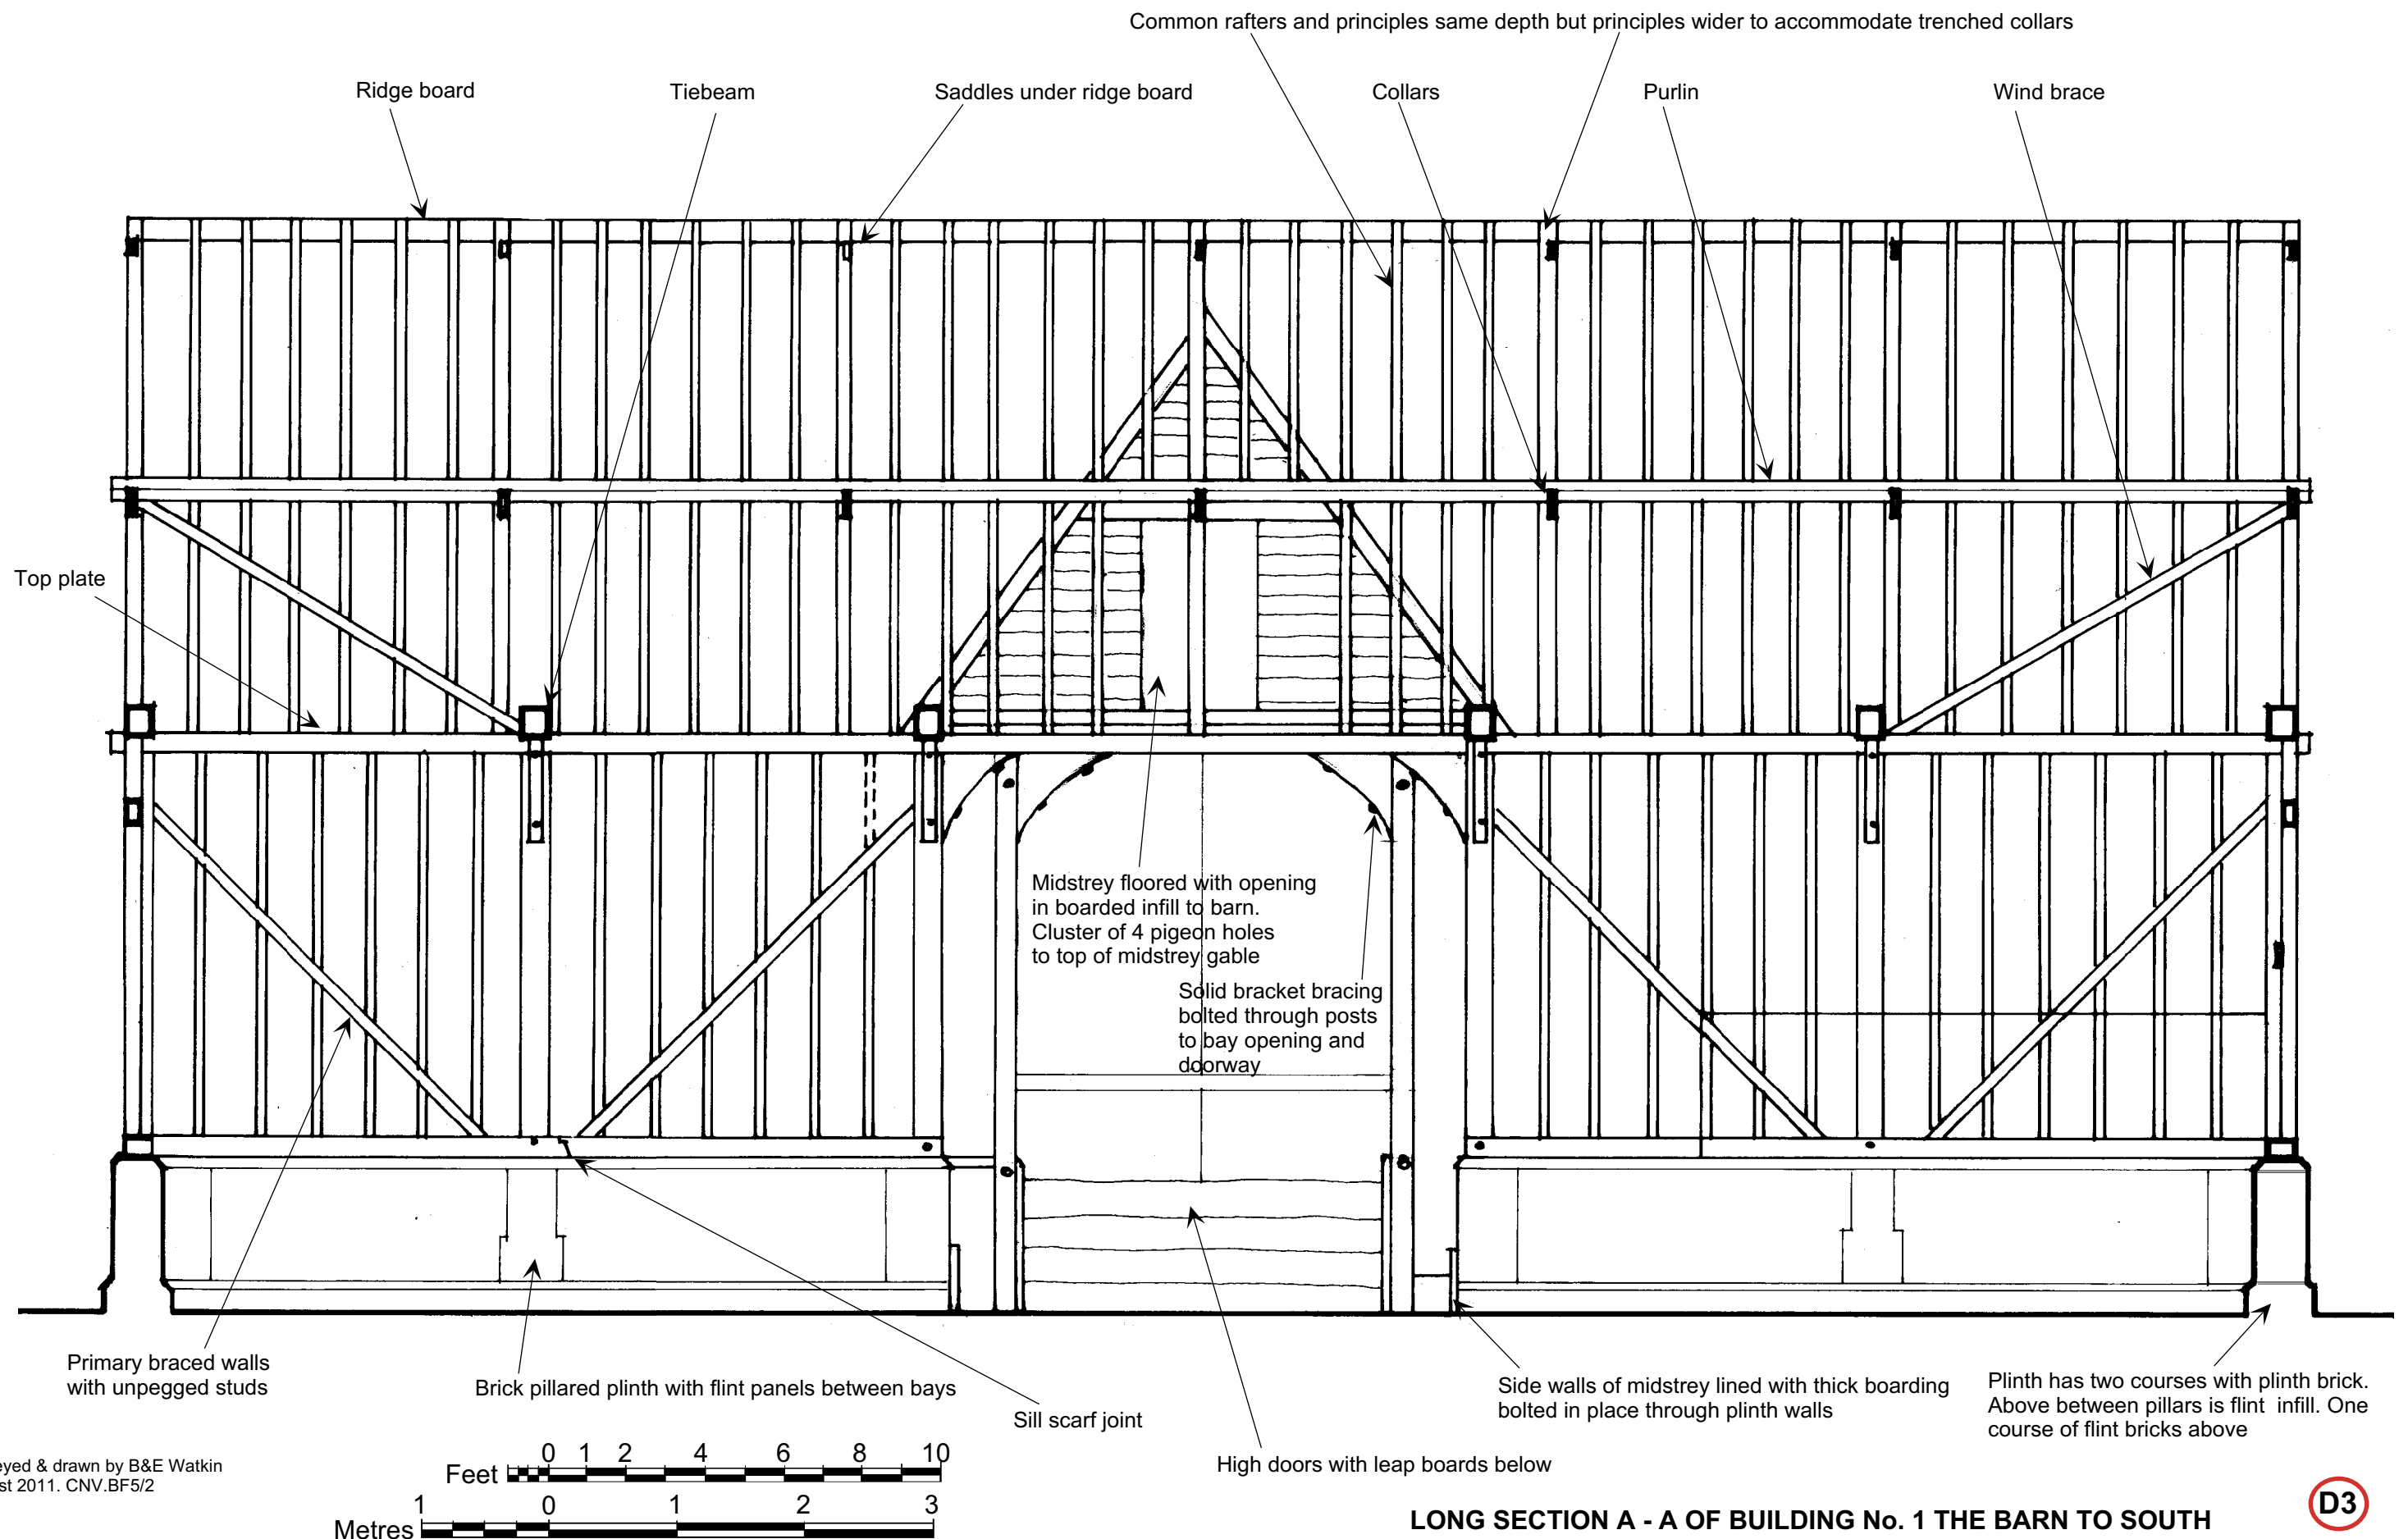 Common rafters and principles same depth but principles wider to accommodate trenched collars
Ridge board
Tiebeam
Saddles under ridge board
Collars
Purlin
Wind brace
Top plate
Midstrey floored with opening
in boarded infill to barn.
Cluster of 4 pigeon holes
to top of midstrey gable
Solid bracket bracing
bolted through posts
to bay opening and
doorway
Primary braced walls
with unpegged studs
Brick pillared plinth with flint panels between bays
Sill scarf joint
High doors with leap boards below
Side walls of midstrey lined with thick boarding
bolted in place through plinth walls
Plinth has two courses with plinth brick.
Above between pillars is flint infill. One
course of flint bricks above
eyed & drawn by B&E Watkin
st 2011. CNV.BF5/2
0 1 2 4 6 8 10
Feet
1 0 1 2 3
Metres
LONG SECTION A - A OF BUILDING No. 1 THE BARN TO SOUTH
D3